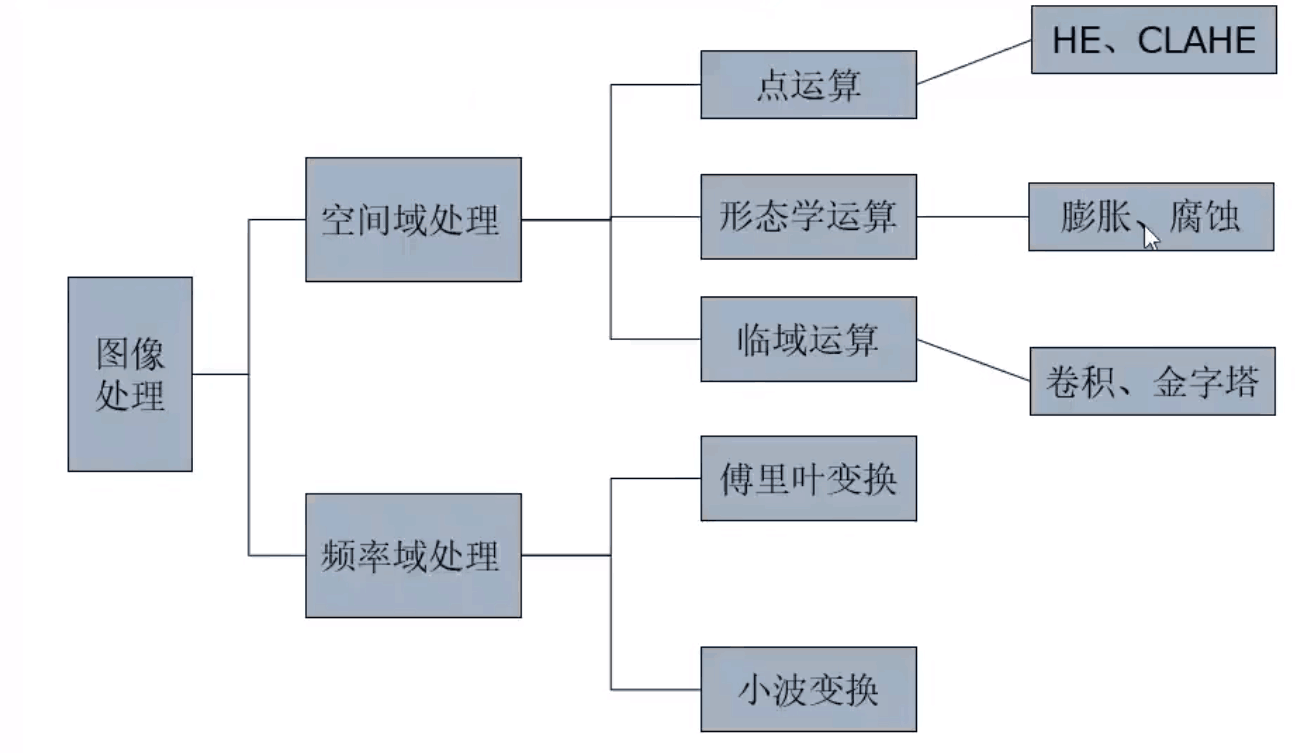 图像
处理
空间域处理
点运算
HE、CLAHE
形态学运算
膨胀、腐蚀
临域运算
卷积、金字塔
频率域处理
傅里叶变换
小波变换